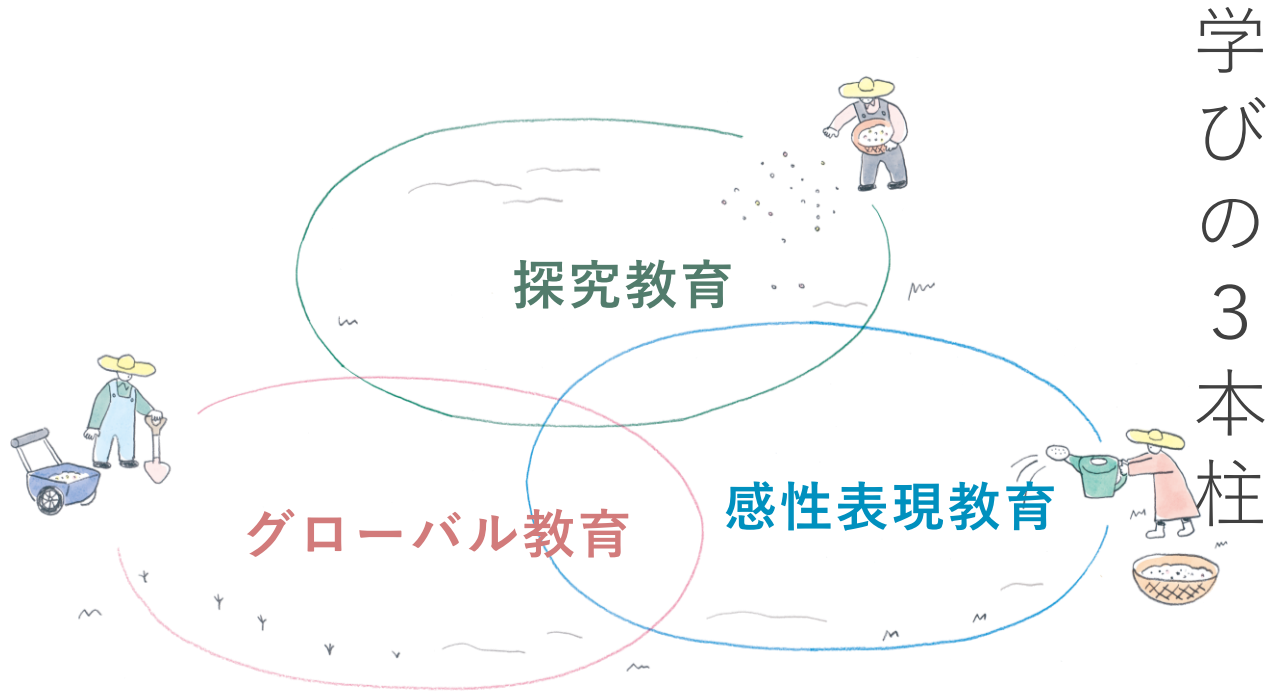 学びの3本柱
探究教育
グローバル教育
感性表現教育